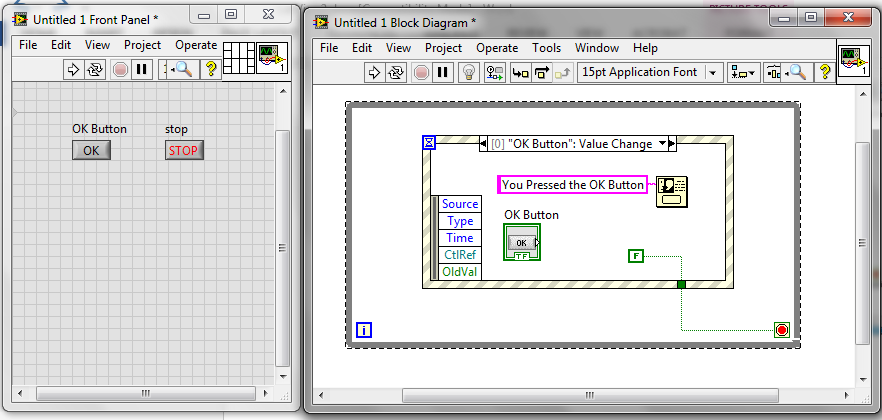 Untitled 1 Front Panel *
File Edit View Project Operate
1
OK Button stop
OK STOP
Untitled 1 Block Diagram *
File Edit View Project Operate Tools Window Help
15pt Application Font
1
[0] "OK Button": Value Change
You Pressed the OK Button
Source
Type
Time
CtlRef
OldVal
OK Button
OK
TF
F
i